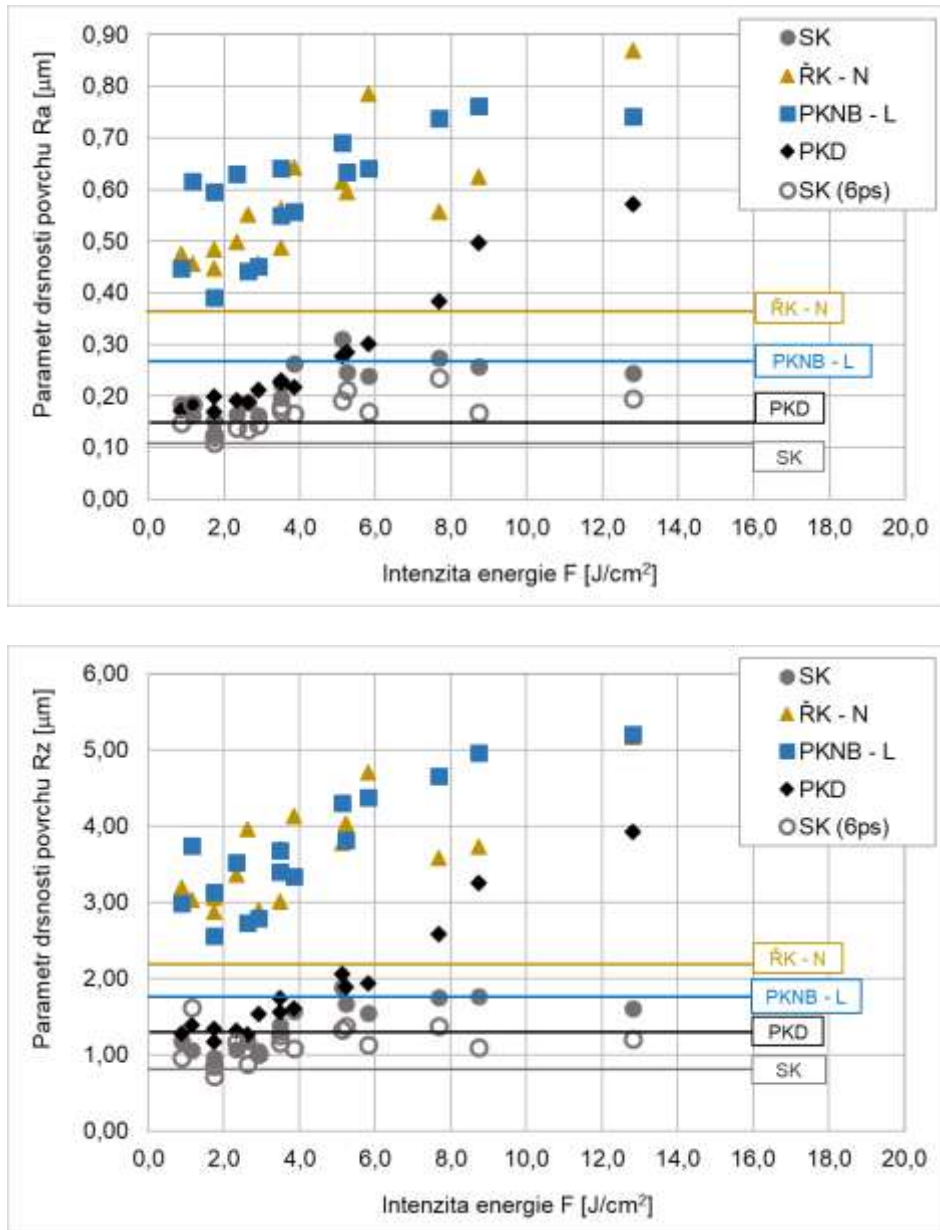 Parametr drsnosti povrchu Ra [µm]
0,90
0,80
0,70
0,60
0,50
0,40
0,30
0,20
0,10
0,00
0,0 2,0 4,0 6,0 8,0 10,0 12,0 14,0 16,0 18,0 20,0
Intenzita energie F [J/cm²]
SK
ŘK - N
PKNB - L
PKD
SK (6ps)
ŘK - N
PKNB - L
PKD
SK
Parametr drsnosti povrchu Rz [µm]
6,00
5,00
4,00
3,00
2,00
1,00
0,00
0,0 2,0 4,0 6,0 8,0 10,0 12,0 14,0 16,0 18,0 20,0
Intenzita energie F [J/cm²]
SK
ŘK - N
PKNB - L
PKD
SK (6ps)
ŘK - N
PKNB - L
PKD
SK